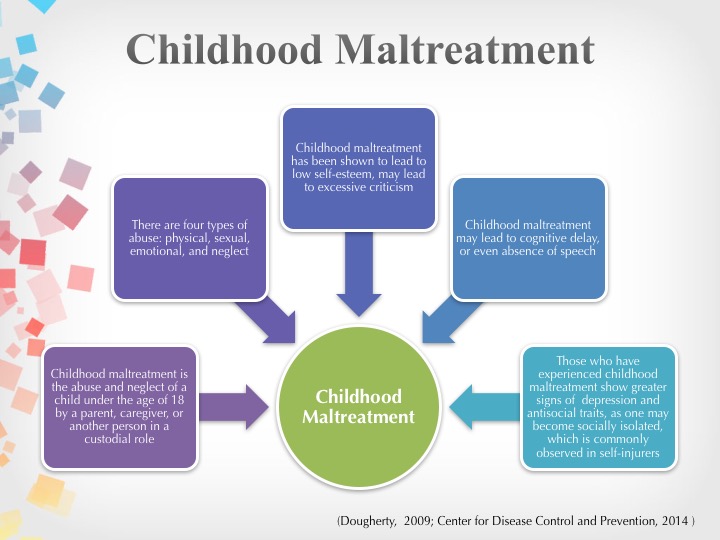 Childhood Maltreatment
Childhood maltreatment
has been shown to lead to
low self-esteem, may lead
to excessive criticism
There are four types of
abuse: physical, sexual,
emotional, and neglect
Childhood maltreatment
may lead to cognitive delay,
or even absence of speech
Childhood maltreatment is
the abuse and neglect of a
child under the age of 18
by a parent, caregiver, or
another person in a
custodial role
Childhood
Maltreatment
Those who have
experienced childhood
maltreatment show greater
signs of depression and
antisocial traits, as one may
become socially isolated,
which is commonly
observed in self-injurers
(Dougherty, 2009; Center for Disease Control and Prevention, 2014 )